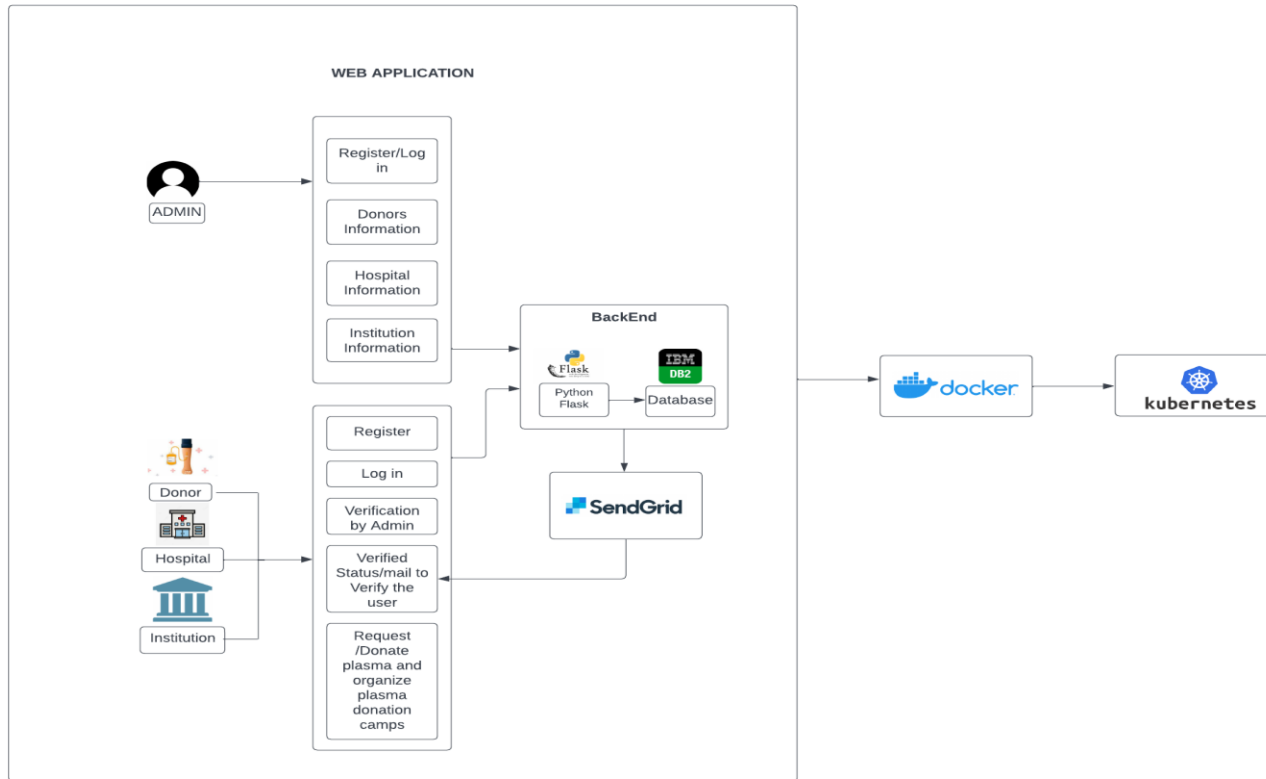 WEB APPLICATION
ADMIN
Register/Log
in
Donors
Information
Hospital
Information
Institution
Information
BackEnd
Flask
IBM
DB2
Python
Flask
Database
docker
kubernetes
Donor
Hospital
Institution
Register
Log in
Verification
by Admin
Verified
Status/mail to
Verify the
user
Request
/Donate
plasma and
organize
plasma
donation
camps
SendGrid